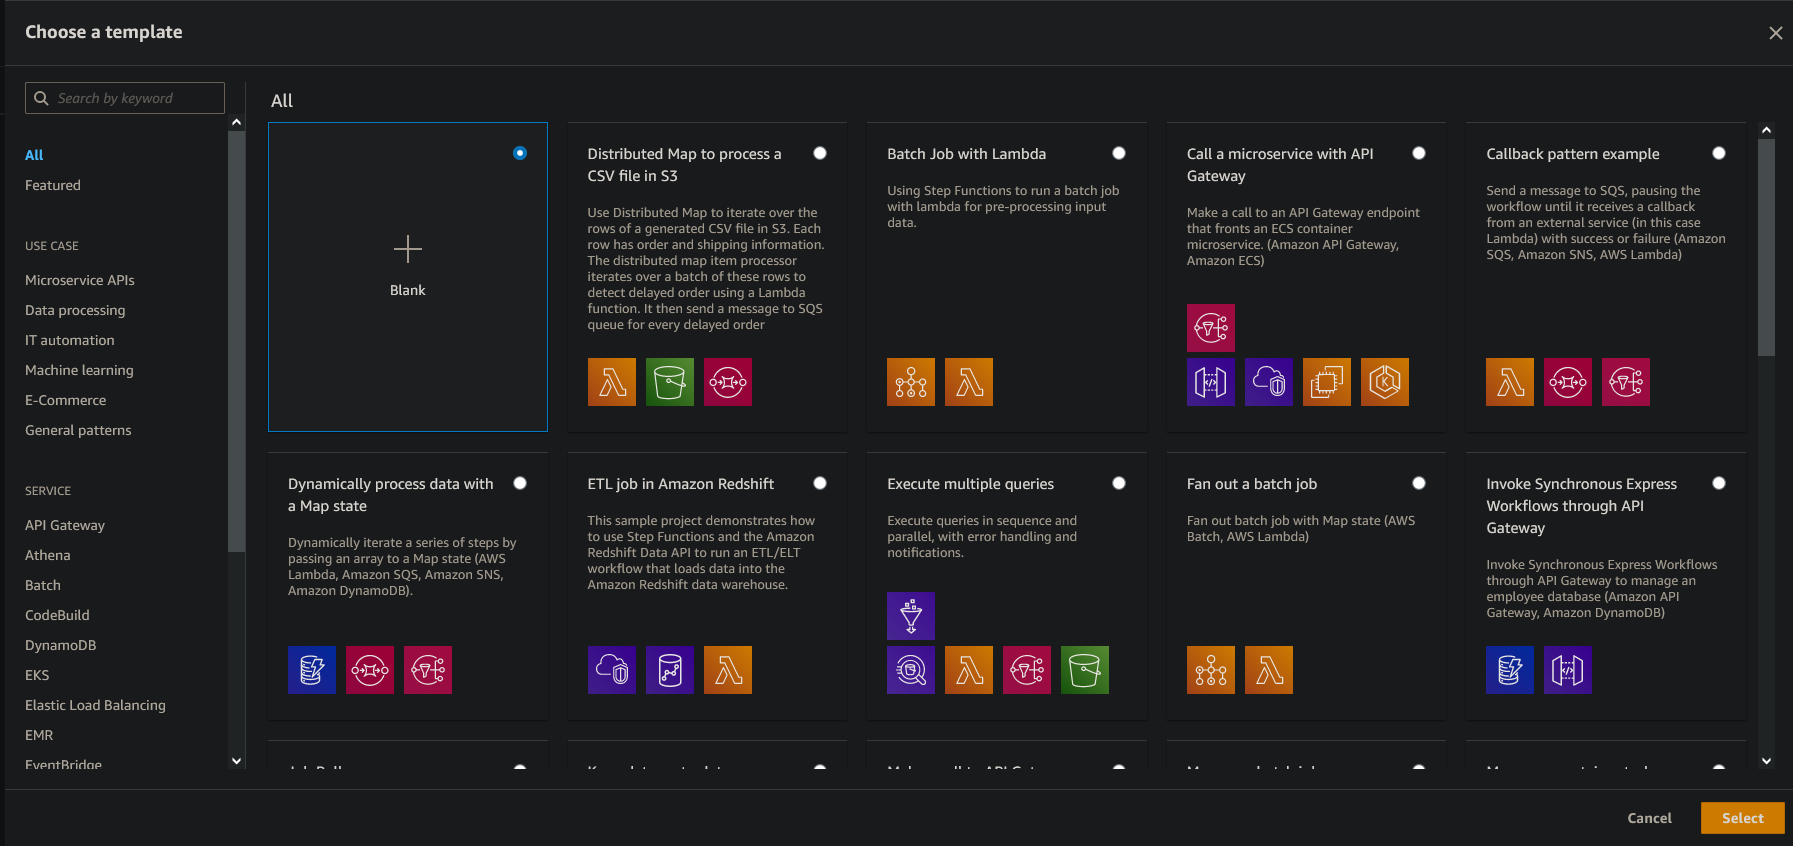 Choose a template
Search by keyword
All
Featured
USE CASE
Microservice APIs
Data processing
IT automation
Machine learning
E-Commerce
General patterns
SERVICE
API Gateway
Athena
Batch
CodeBuild
DynamoDB
EKS
Elastic Load Balancing
EMR
EventBridge
All
Blank
Distributed Map to process a
CSV file in S3
Use Distributed Map to iterate over the
rows of a generated CSV file in S3. Each
row has order and shipping information.
The distributed map item processor
iterates over a batch of these rows to
detect delayed order using a Lambda
function. It then send a message to SQS
queue for every delayed order
Batch Job with Lambda
Using Step Functions to run a batch job
with lambda for pre-processing input
data.
Call a microservice with API
Gateway
Make a call to an API Gateway endpoint
that fronts an ECS container
microservice. (Amazon API Gateway,
Amazon ECS)
Callback pattern example
Send a message to SQS, pausing the
workflow until it receives a callback
from an external service (in this case
Lambda) with success or failure (Amazon
SQS, Amazon SNS, AWS Lambda)
Dynamically process data with
a Map state
Dynamically iterate a series of steps by
passing an array to a Map state (AWS
Lambda, Amazon SQS, Amazon SNS,
Amazon DynamoDB).
ETL job in Amazon Redshift
This sample project demonstrates how
to use Step Functions and the Amazon
Redshift Data API to run an ETL/ELT
workflow that loads data into the
Amazon Redshift data warehouse.
Execute multiple queries
Execute queries in sequence and
parallel, with error handling and
notifications.
Fan out a batch job
Fan out batch job with Map state (AWS
Batch, AWS Lambda)
Invoke Synchronous Express
Workflows through API
Gateway
Invoke Synchronous Express Workflows
through API Gateway to manage an
employee database (Amazon API
Gateway, Amazon DynamoDB)
Cancel
Select